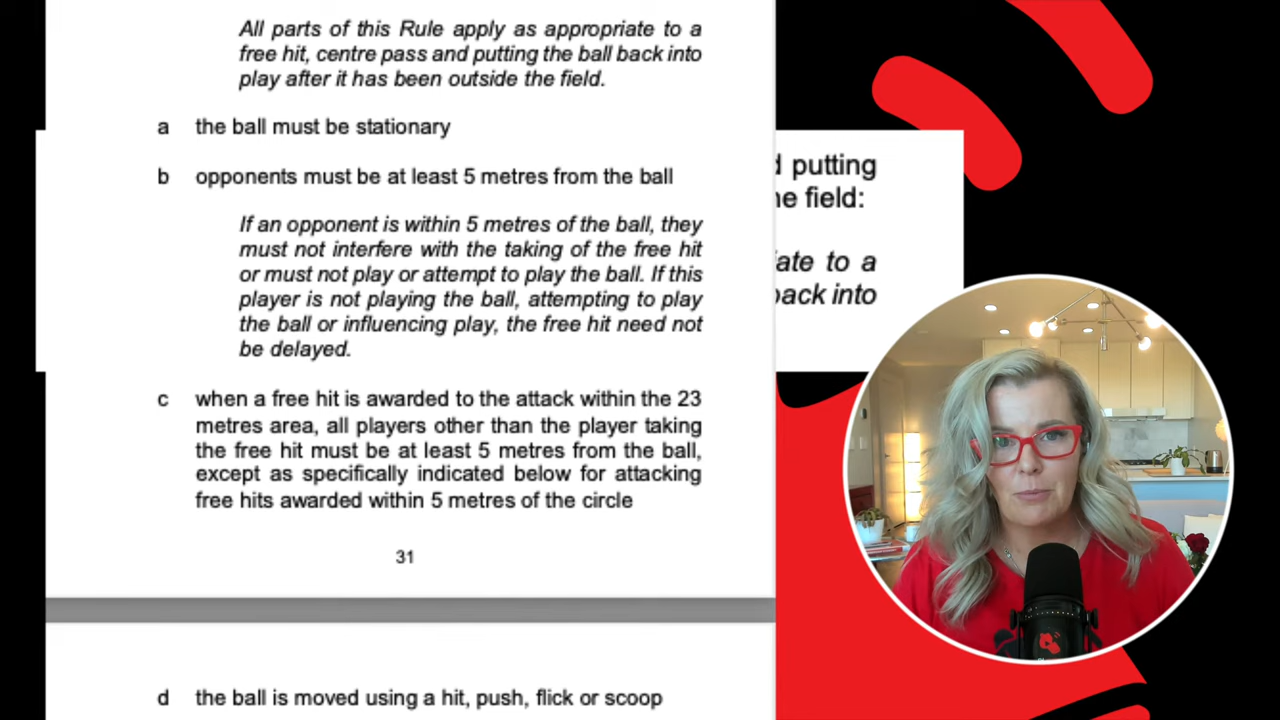 All parts of this Rule apply as appropriate to a
free hit, centre pass and putting the ball back into
play after it has been outside the field.
a the ball must be stationary
b opponents must be at least 5 metres from the ball
If an opponent is within 5 metres of the ball, they
must not interfere with the taking of the free hit
or must not play or attempt to play the ball. If this
player is not playing the ball, attempting to play
the ball or influencing play, the free hit need not
be delayed.
c when a free hit is awarded to the attack within the 23
metres area, all players other than the player taking
the free hit must be at least 5 metres from the ball,
except as specifically indicated below for attacking
free hits awarded within 5 metres of the circle
31
d the ball is moved using a hit, push, flick or scoop
putting
field:
to a
into